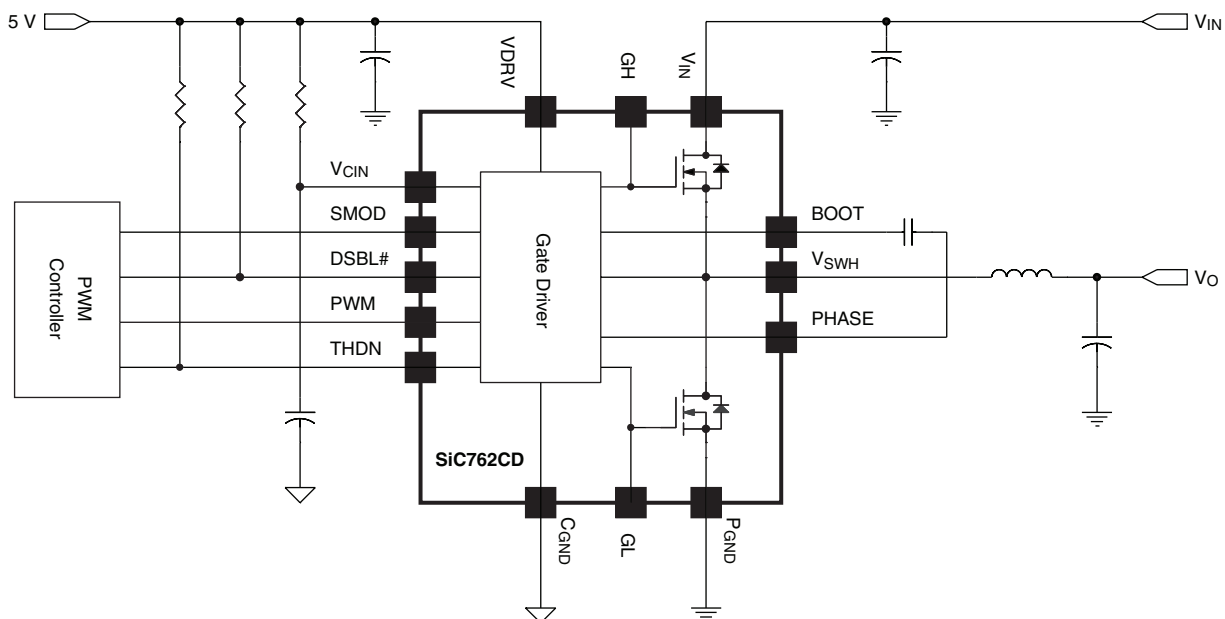 5 V
VIN
VDRV
GH
VIN
VCIN
SMOD
DSBL#
PWM
THDN
PWM
Controller
Gate Driver
BOOT
VSWH
PHASE
VO
SiC762CD
CGND
GL
PGND